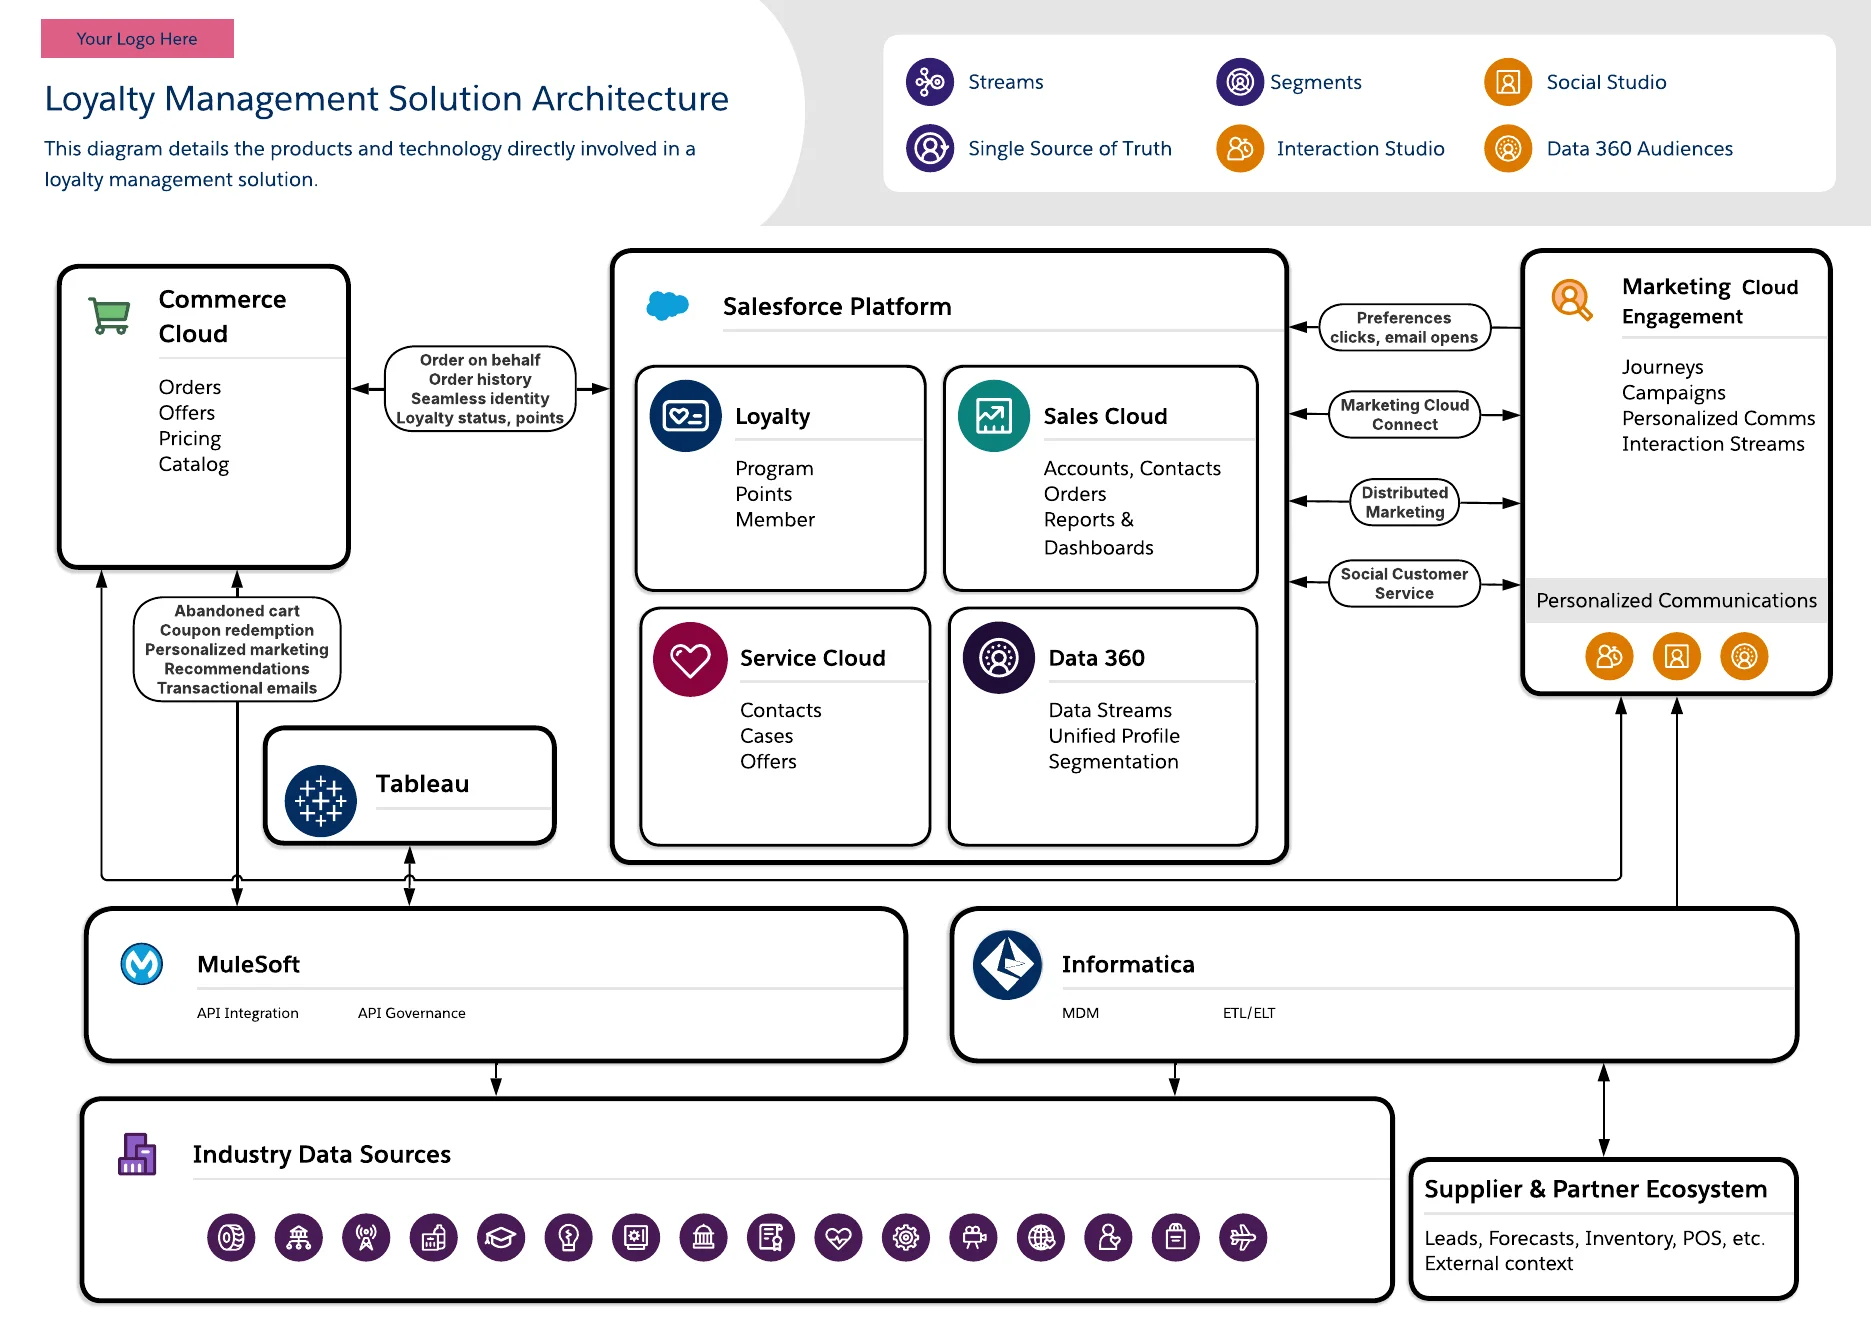 Your Logo Here
Loyalty Management Solution Architecture
This diagram details the products and technology directly involved in a
loyalty management solution.
Streams
Segments
Social Studio
Single Source of Truth
Interaction Studio
Data 360 Audiences
Commerce
Cloud
Orders
Offers
Pricing
Catalog
Order on behalf
Order history
Seamless identity
Loyalty status, points
Salesforce Platform
Loyalty
Program
Points
Member
Sales Cloud
Accounts, Contacts
Orders
Reports &
Dashboards
Service Cloud
Contacts
Cases
Offers
Data 360
Data Streams
Unified Profile
Segmentation
Preferences
clicks, email opens
Marketing Cloud
Connect
Distributed
Marketing
Social Customer
Service
Marketing Cloud
Engagement
Journeys
Campaigns
Personalized Comms
Interaction Streams
Personalized Communications
Abandoned cart
Coupon redemption
Personalized marketing
Recommendations
Transactional emails
Tableau
MuleSoft
API Integration
API Governance
Informatica
MDM
ETL/ELT
Industry Data Sources
Supplier & Partner Ecosystem
Leads, Forecasts, Inventory, POS, etc.
External context